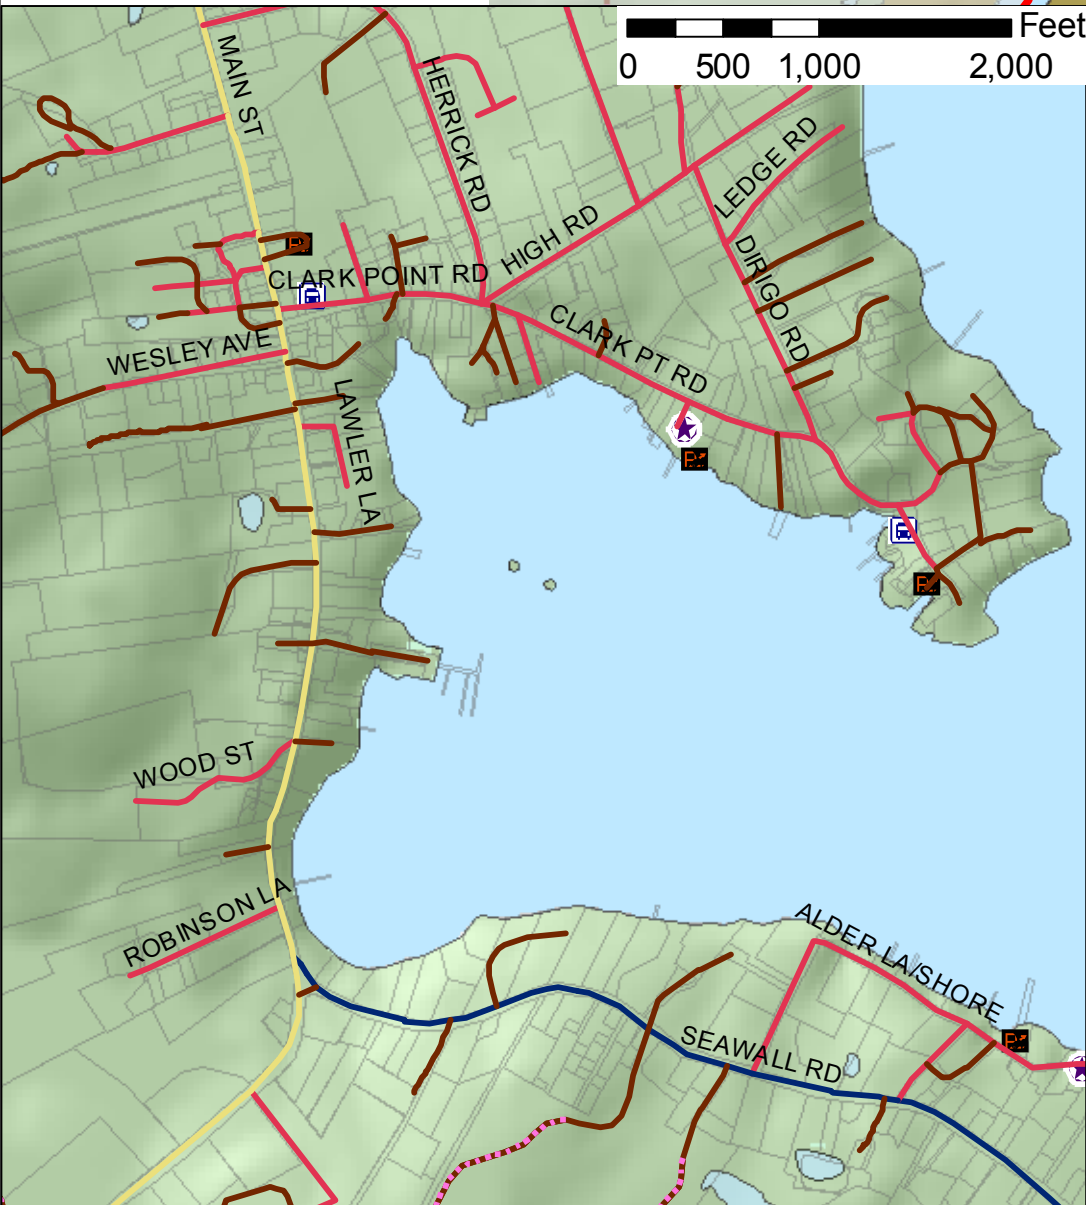 Feet
0 500 1,000 2,000
MAIN ST
HERRICK RD
LEDGE RD
HIGH RD
DIRIGO RD
CLARK POINT RD
CLARK PT RD
WESLEY AVE
LAWLER LA
WOOD ST
ROBINSON LA
ALDER LA/SHORE
SEAWALL RD